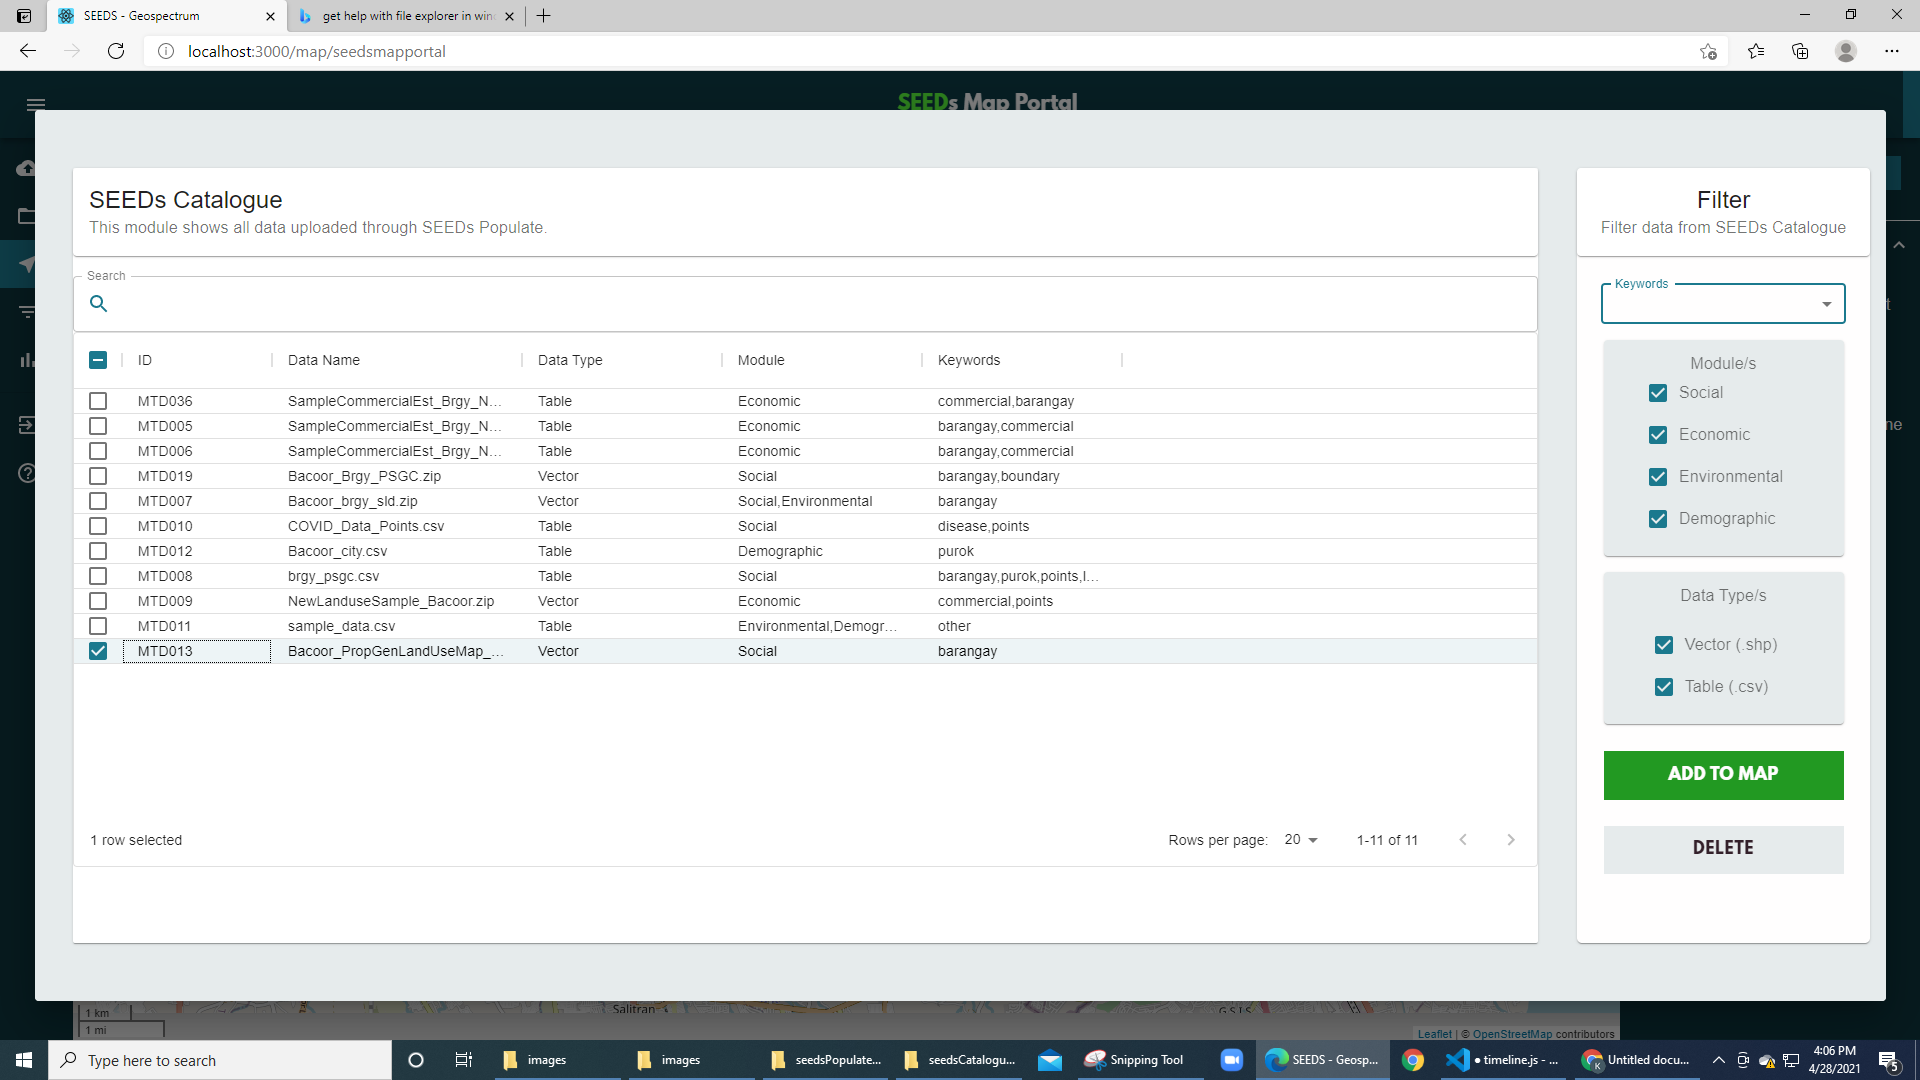 SEEDS - Geospectrum
get help with file explorer in win
localhost:3000/map/seedsmapportal
SEEDs Map Portal
SEEDs Catalogue
This module shows all data uploaded through SEEDs Populate.
Search
ID Data Name Data Type Module Keywords
MTD036 SampleCommercialEst_Brgy_N... Table Economic commercial,barangay
MTD005 SampleCommercialEst_Brgy_N... Table Economic barangay,commercial
MTD006 SampleCommercialEst_Brgy_N... Table Economic barangay,commercial
MTD019 Bacoor_Brgy_PSGC.zip Vector Social barangay,boundary
MTD007 Bacoor_brgy_sld.zip Vector Social,Environmental barangay
MTD010 COVID_Data_Points.csv Table Social disease,points
MTD012 Bacoor_city.csv Table Demographic purok
MTD008 brgy_psgc.csv Table Social barangay,purok,points,l...
MTD009 NewLanduseSample_Bacoor.zip Vector Economic commercial,points
MTD011 sample_data.csv Table Environmental,Demogr... other
MTD013 Bacoor_PropGenLandUseMap_... Vector Social barangay
1 row selected
Rows per page: 20 1-11 of 11
Filter
Filter data from SEEDs Catalogue
Keywords
Module/s
Social
Economic
Environmental
Demographic
Data Type/s
Vector (.shp)
Table (.csv)
ADD TO MAP
DELETE
t
ne
Salitran
G.S.I.S
1 km
1 mi
Leaflet | © OpenStreetMap contributors
Type here to search
images
images
seedsPopulate...
seedsCatalogu...
Snipping Tool
SEEDS - Geosp...
● timeline.js - ...
K
Untitled docu...
4:06 PM
4/28/2021
5